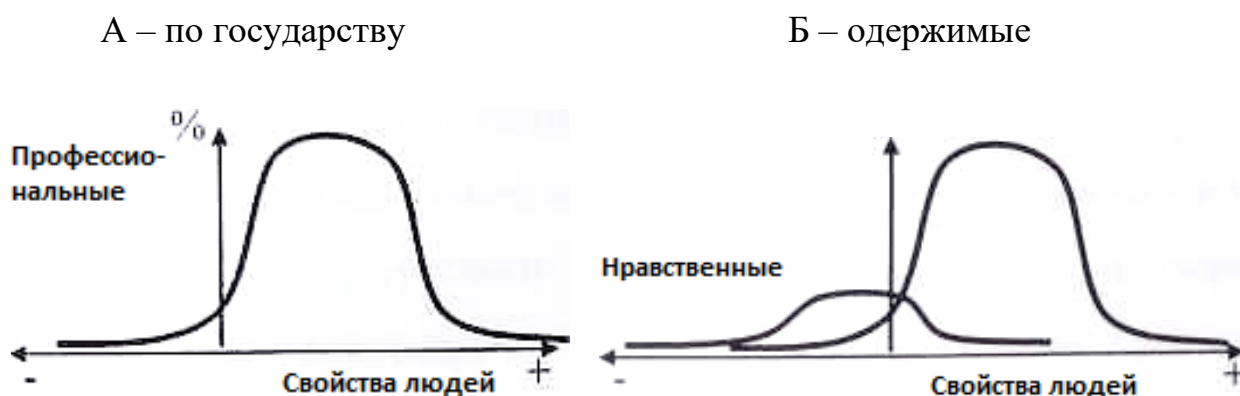 А – по государству
Б – одержимые
%
Профессио-
нальные
Нравственные
-
Свойства людей
+
-
Свойства людей
+